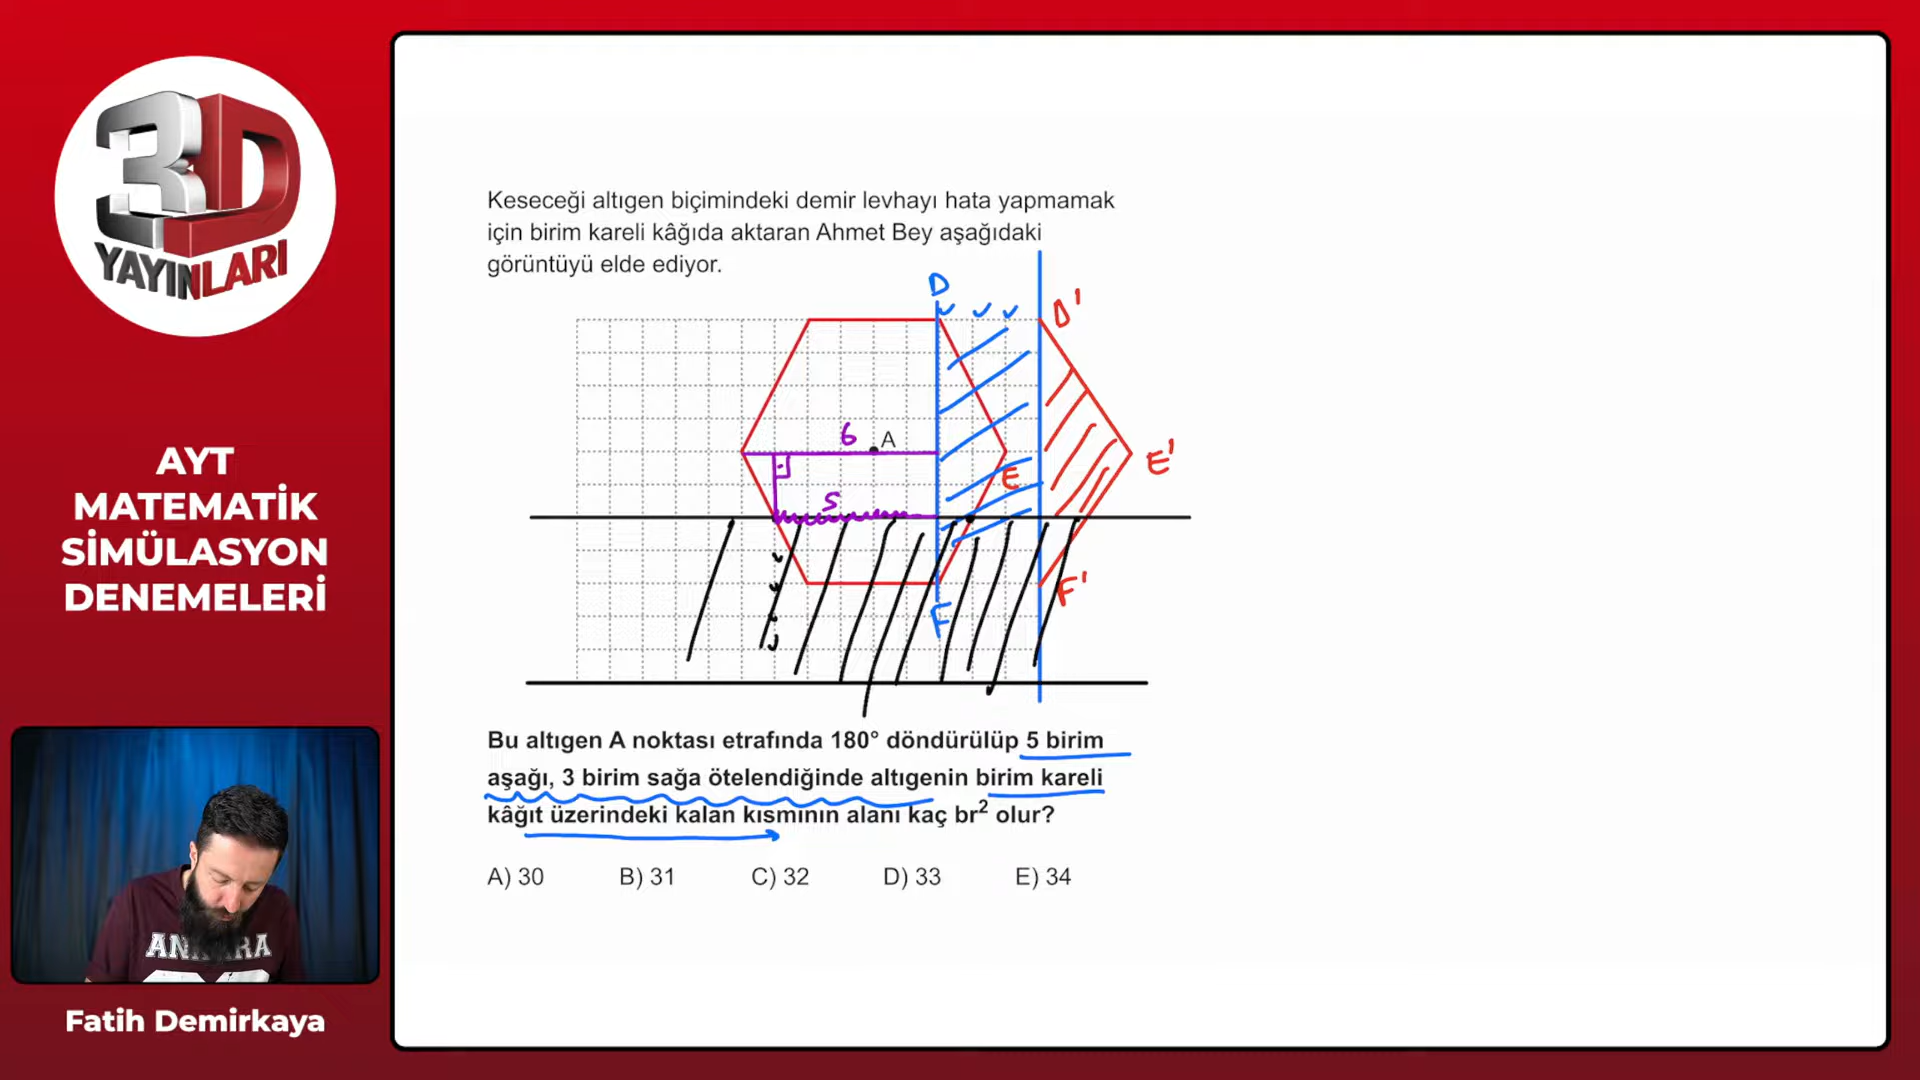 3D
YAYINLARI
AYT
MATEMATİK
SİMÜLASYON
DENEMELERİ
ANKARA
Fatih Demirkaya
Keseceği altıgen biçimindeki demir levhayı hata yapmamak
için birim kareli kâğıda aktaran Ahmet Bey aşağıdaki
görüntüyü elde ediyor.
D
D'
6
A
E'
E
5
F'
F
Bu altıgen A noktası etrafında 180° döndürülüp 5 birim
aşağı, 3 birim sağa ötelendiğinde altıgenin birim kareli
kâğıt üzerindeki kalan kısmının alanı kaç br² olur?
A) 30 B) 31 C) 32 D) 33 E) 34